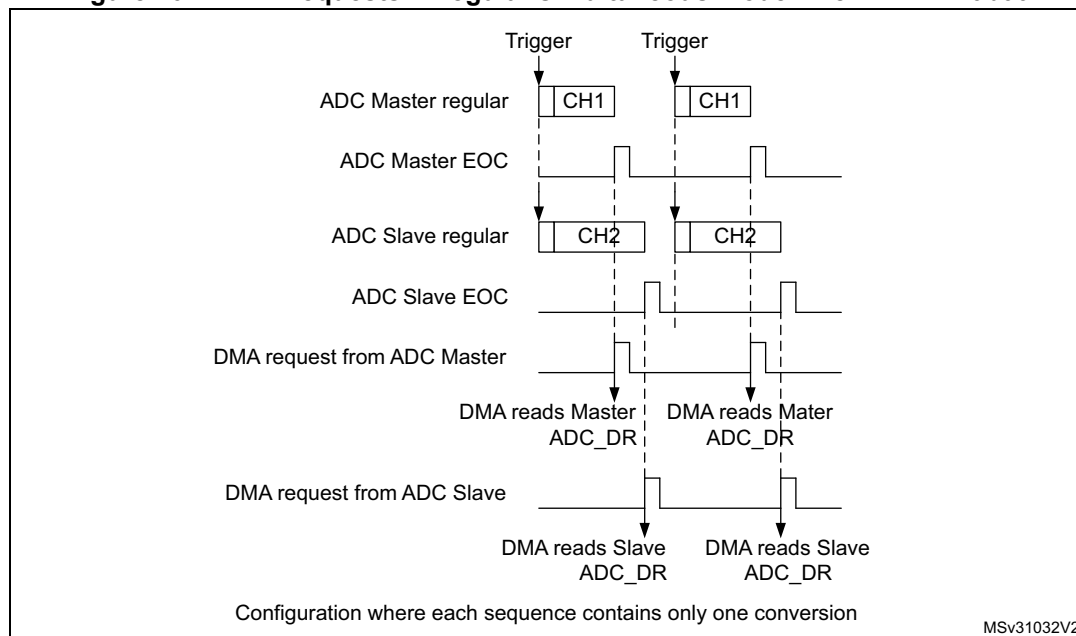 Trigger Trigger
ADC Master regular CH1 CH1
ADC Master EOC
ADC Slave regular CH2 CH2
ADC Slave EOC
DMA request from ADC Master
DMA reads Master DMA reads Mater
ADC_DR ADC_DR
DMA request from ADC Slave
DMA reads Slave DMA reads Slave
ADC_DR ADC_DR
Configuration where each sequence contains only one conversion
MSv31032V2